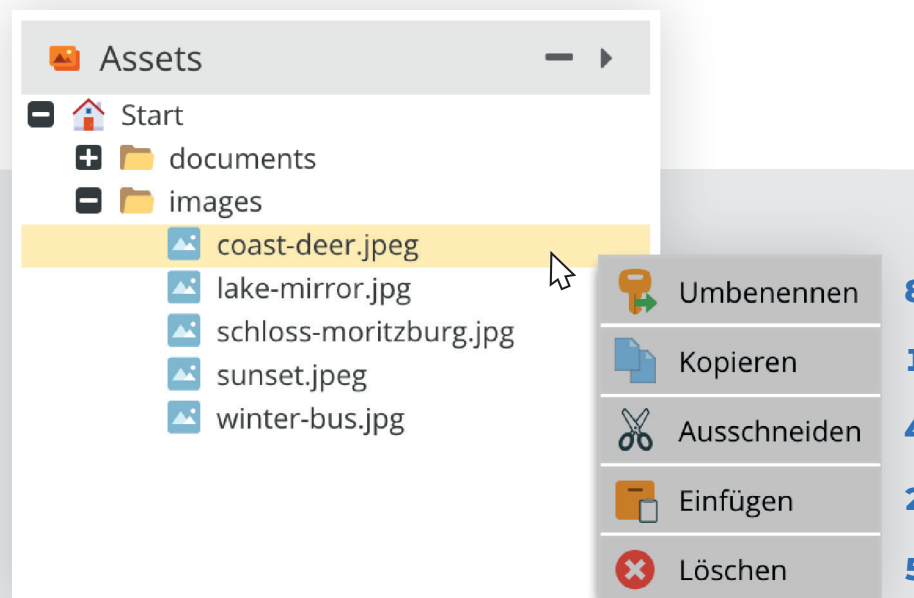 Assets
Start
documents
images
coast-deer.jpeg
lake-mirror.jpg
schloss-moritzburg.jpg
sunset.jpeg
winter-bus.jpg
Umbenennen
Kopieren
Ausschneiden
Einfügen
Löschen